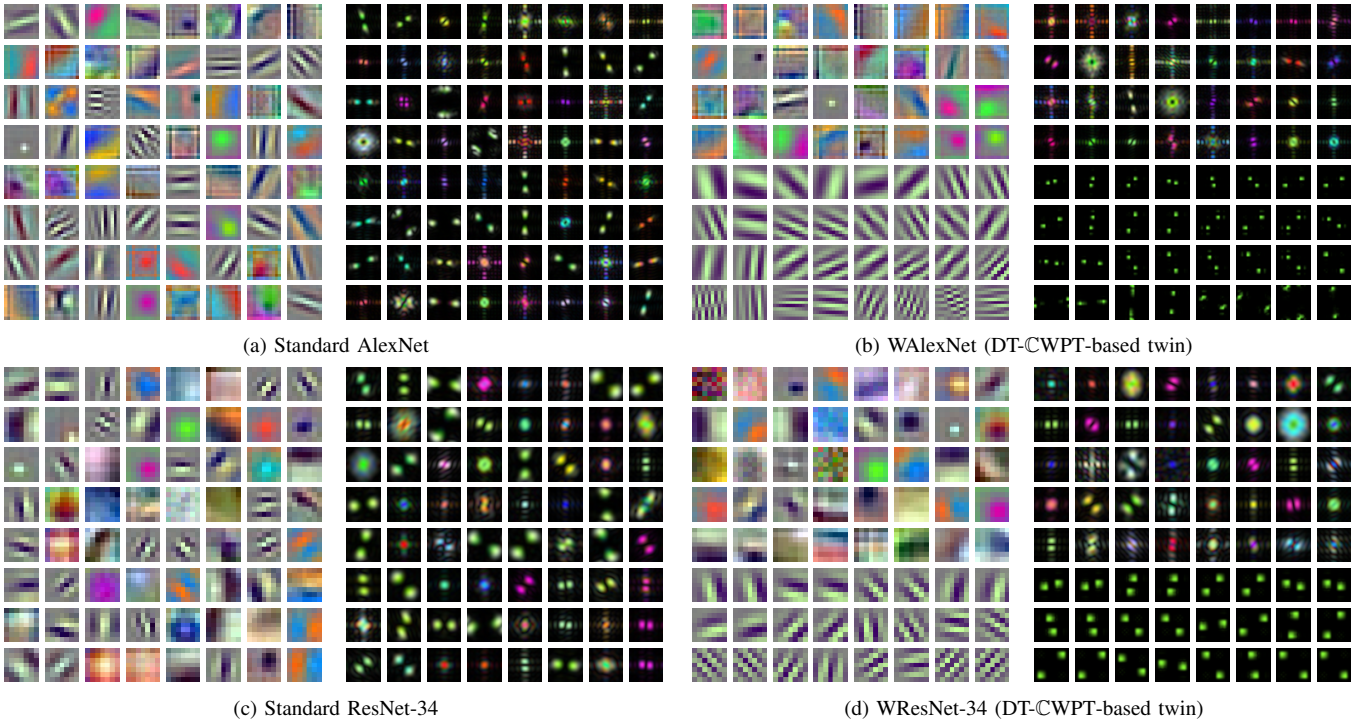 (a) Standard AlexNet
(b) WAlexNet (DT-ℂWPT-based twin)
(c) Standard ResNet-34
(d) WResNet-34 (DT-ℂWPT-based twin)